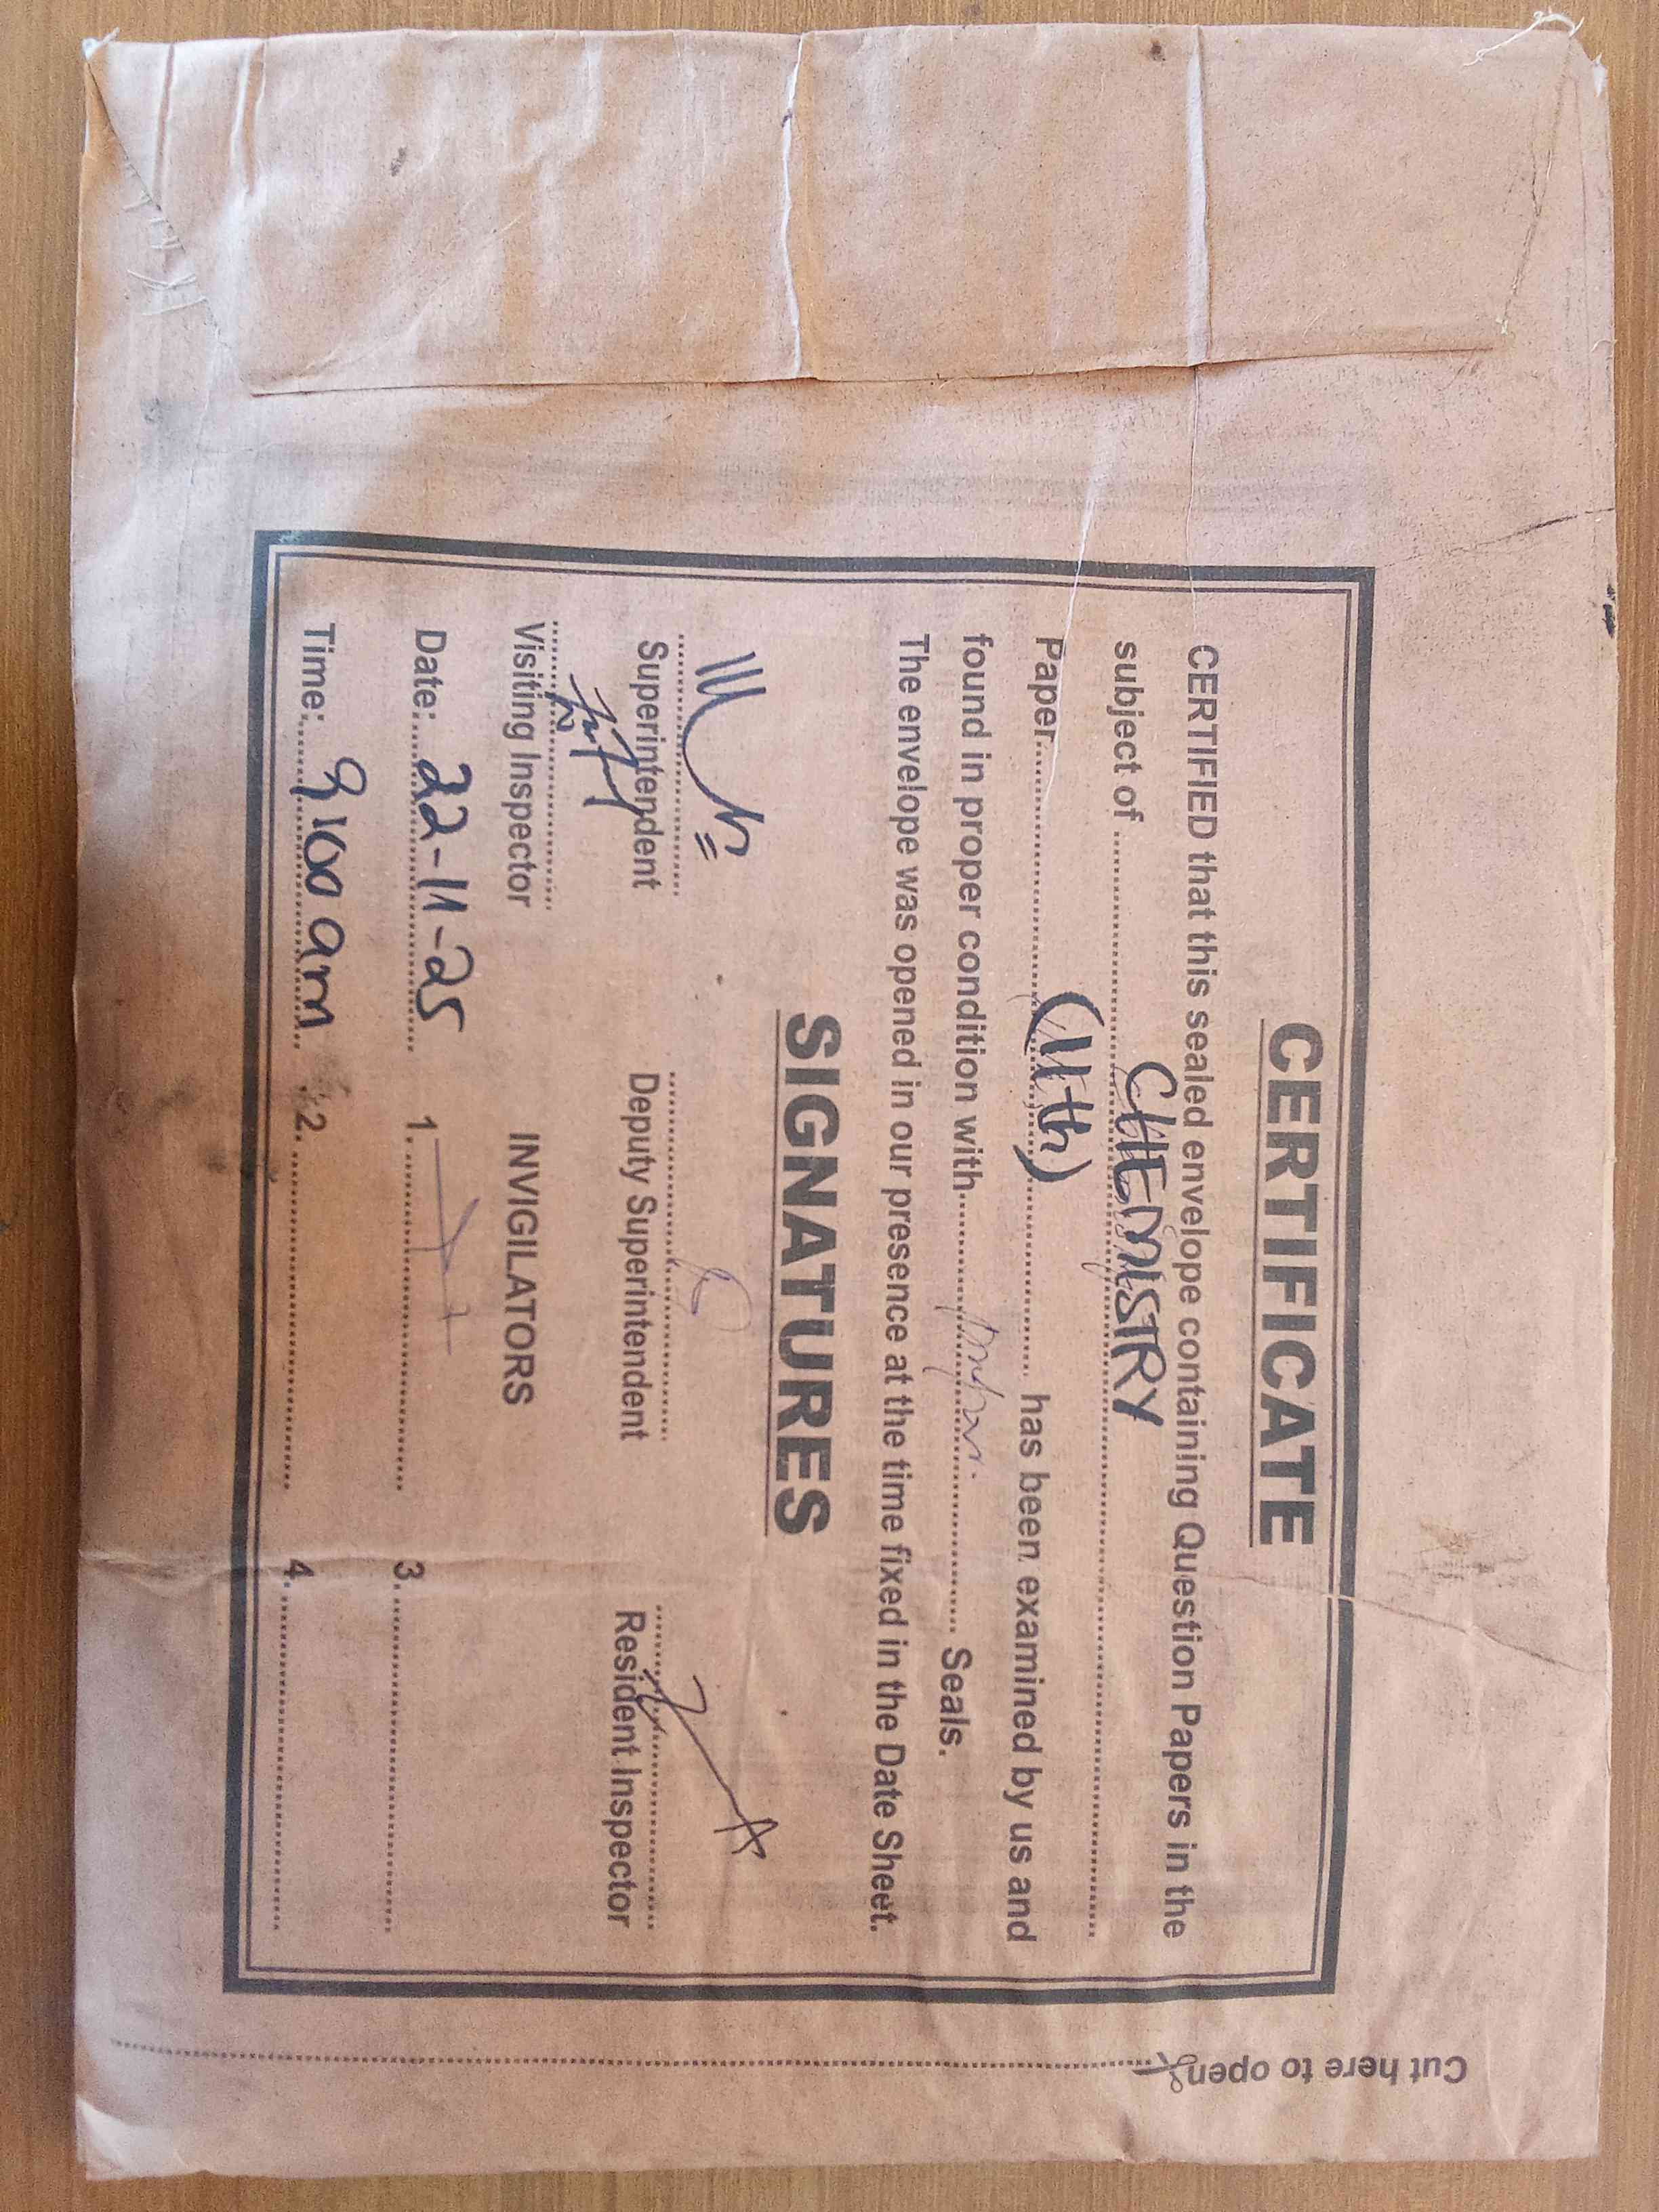 CERTIFICATE
CERTIFIED that this sealed envelope containing Question Papers in the
subject of CHEMISTRY
Paper (11th) has been examined by us and
found in proper condition with Seals.
The envelope was opened in our presence at the time fixed in the Date Sheet.
SIGNATURES
Superintendent Deputy Superintendent Resident Inspector
Visiting Inspector INVIGILATORS
Date: 22-11-25 1. 3.
Time: 9:00 am 2. 4.
Cut here to open